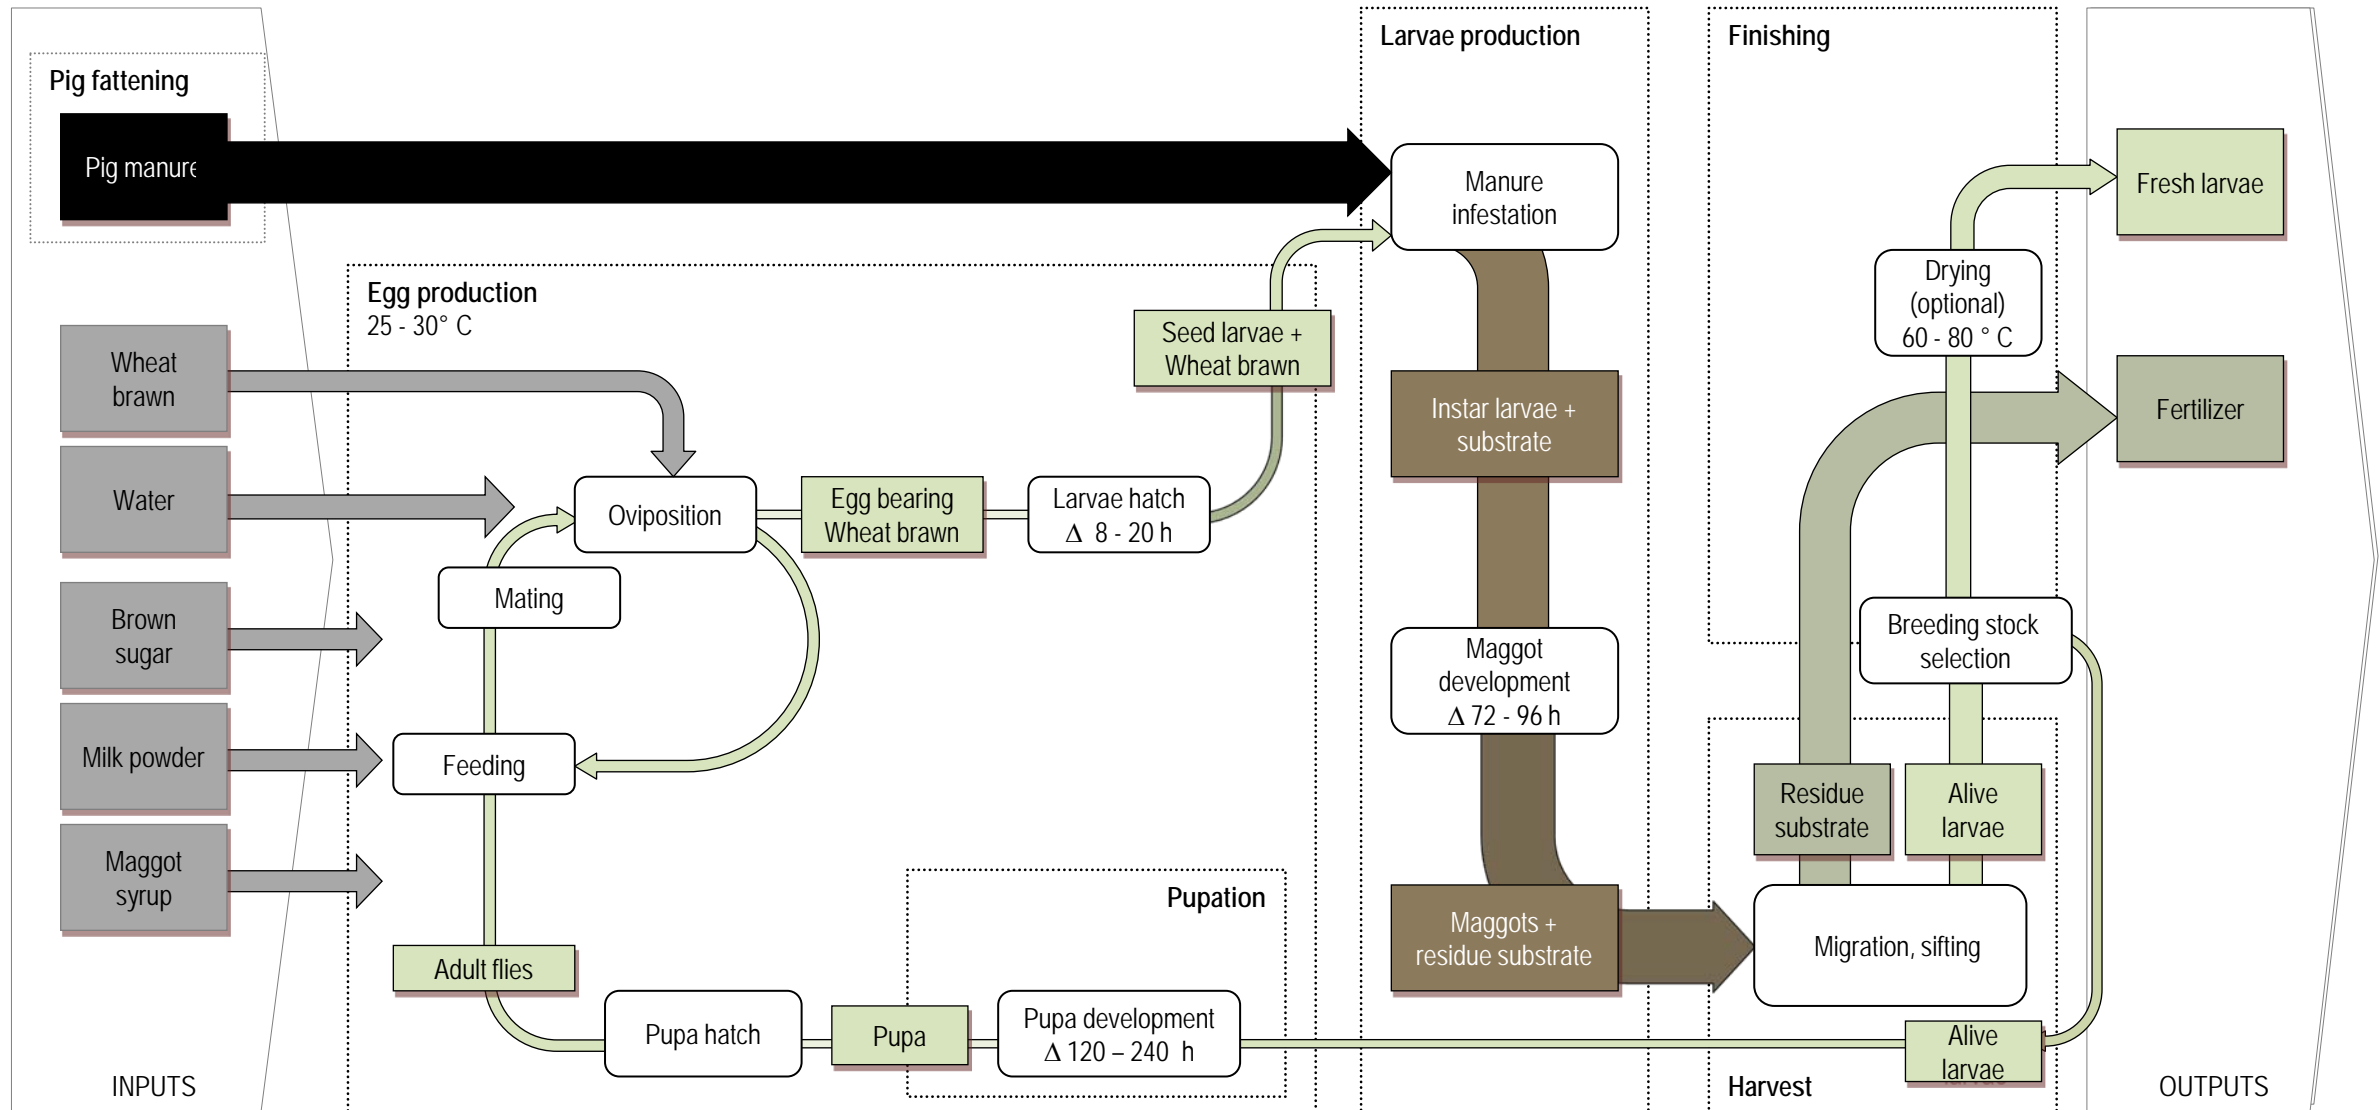 Pig fattening
Pig manure
Wheat
brawn
Water
Brown
sugar
Milk powder
Maggot
syrup
INPUTS
Egg production
25 - 30° C
Oviposition
Mating
Feeding
Adult flies
Egg bearing
Wheat brawn
Larvae hatch
Δ 8 - 20 h
Seed larvae +
Wheat brawn
Pupa hatch
Pupa
Pupation
Pupa development
Δ 120 – 240 h
Larvae production
Manure
infestation
Instar larvae +
substrate
Maggot
development
Δ 72 - 96 h
Maggots +
residue substrate
Finishing
Drying
(optional)
60 - 80 ° C
Breeding stock
selection
Residue
substrate
Alive
larvae
Migration, sifting
Alive
larvae
Harvest
Fresh larvae
Fertilizer
OUTPUTS